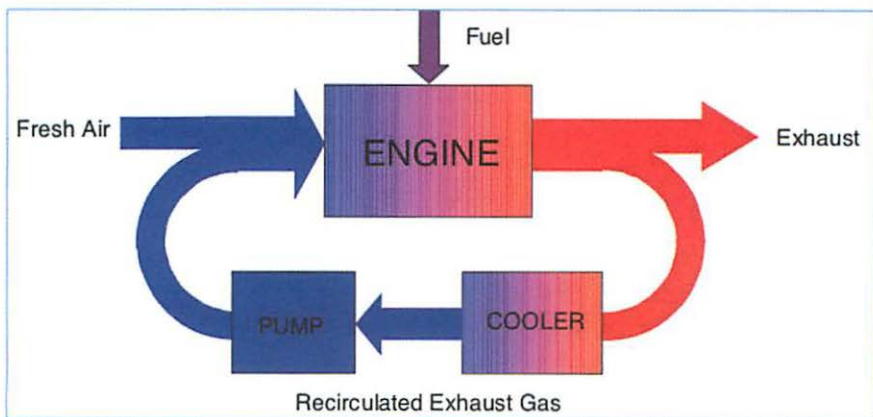 Fuel
Fresh Air
ENGINE
Exhaust
PUMP
COOLER
Recirculated Exhaust Gas